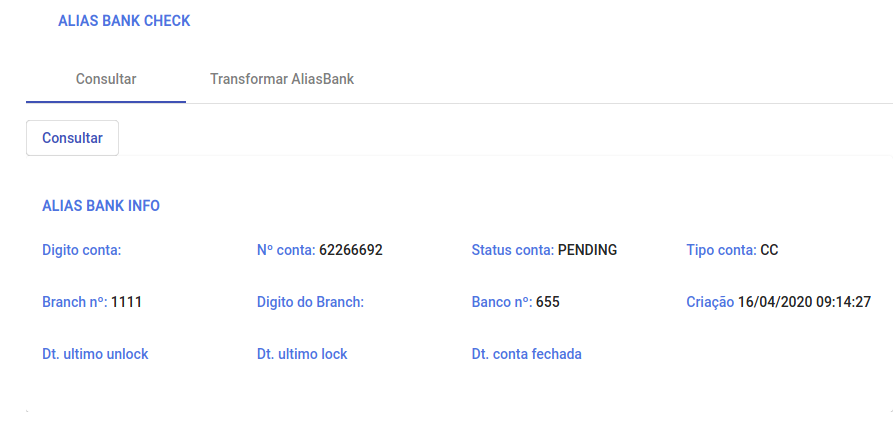 ALIAS BANK CHECK
Consultar Transformar AliasBank
Consultar
ALIAS BANK INFO
Digito conta: Nº conta: 62266692 Status conta: PENDING Tipo conta: CC
Branch nº: 1111 Digito do Branch: Banco nº: 655 Criação 16/04/2020 09:14:27
Dt. ultimo unlock Dt. ultimo lock Dt. conta fechada